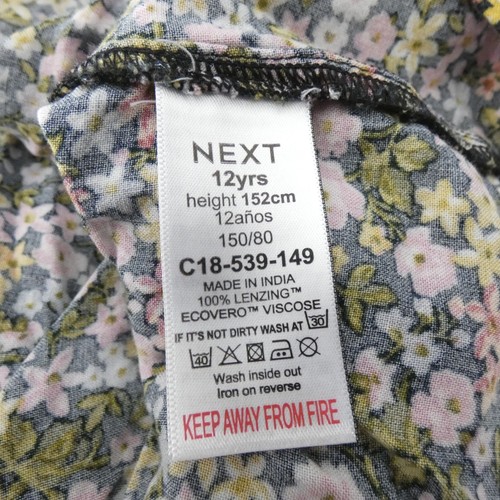 NEXT
12yrs
height 152cm
12años
150/80
C18-539-149
MADE IN INDIA
100% LENZING™
ECOVERO™ VISCOSE
IF IT'S NOT DIRTY WASH AT 30
40
Wash inside out
Iron on reverse
KEEP AWAY FROM FIRE